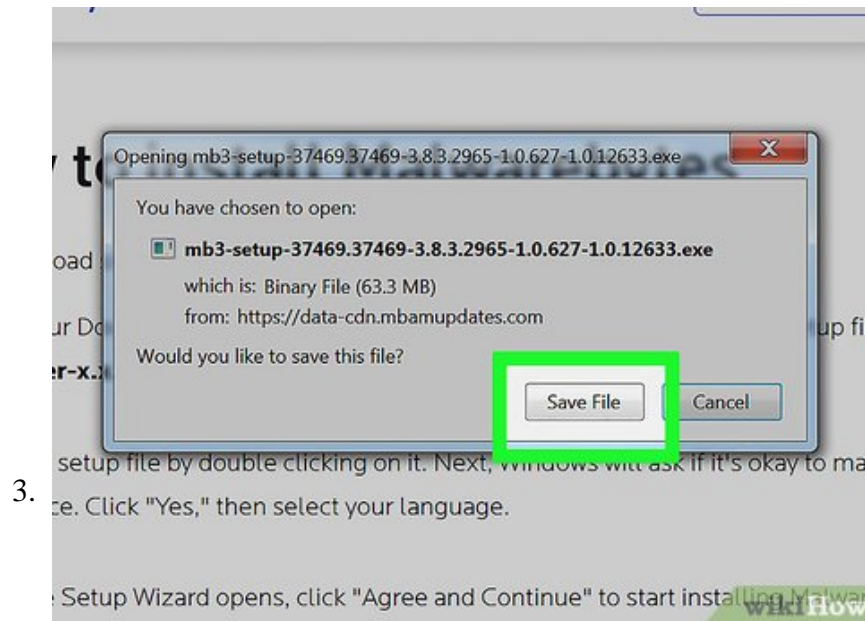 Opening mb3-setup-37469.37469-3.8.3.2965-1.0.627-1.0.12633.exe
X
to install Malwarebytes
You have chosen to open:
mb3-setup-37469.37469-3.8.3.2965-1.0.627-1.0.12633.exe
oad
which is: Binary File (63.3 MB)
from: https://data-cdn.mbamupdates.com
ur Do
up fi
Would you like to save this file?
er-x.x
Save File
Cancel
setup file by double clicking on it. Next, Windows will ask if it's okay to ma
3.
ce. Click "Yes," then select your language.
Setup Wizard opens, click "Agree and Continue" to start installing Malwar
wikiHow